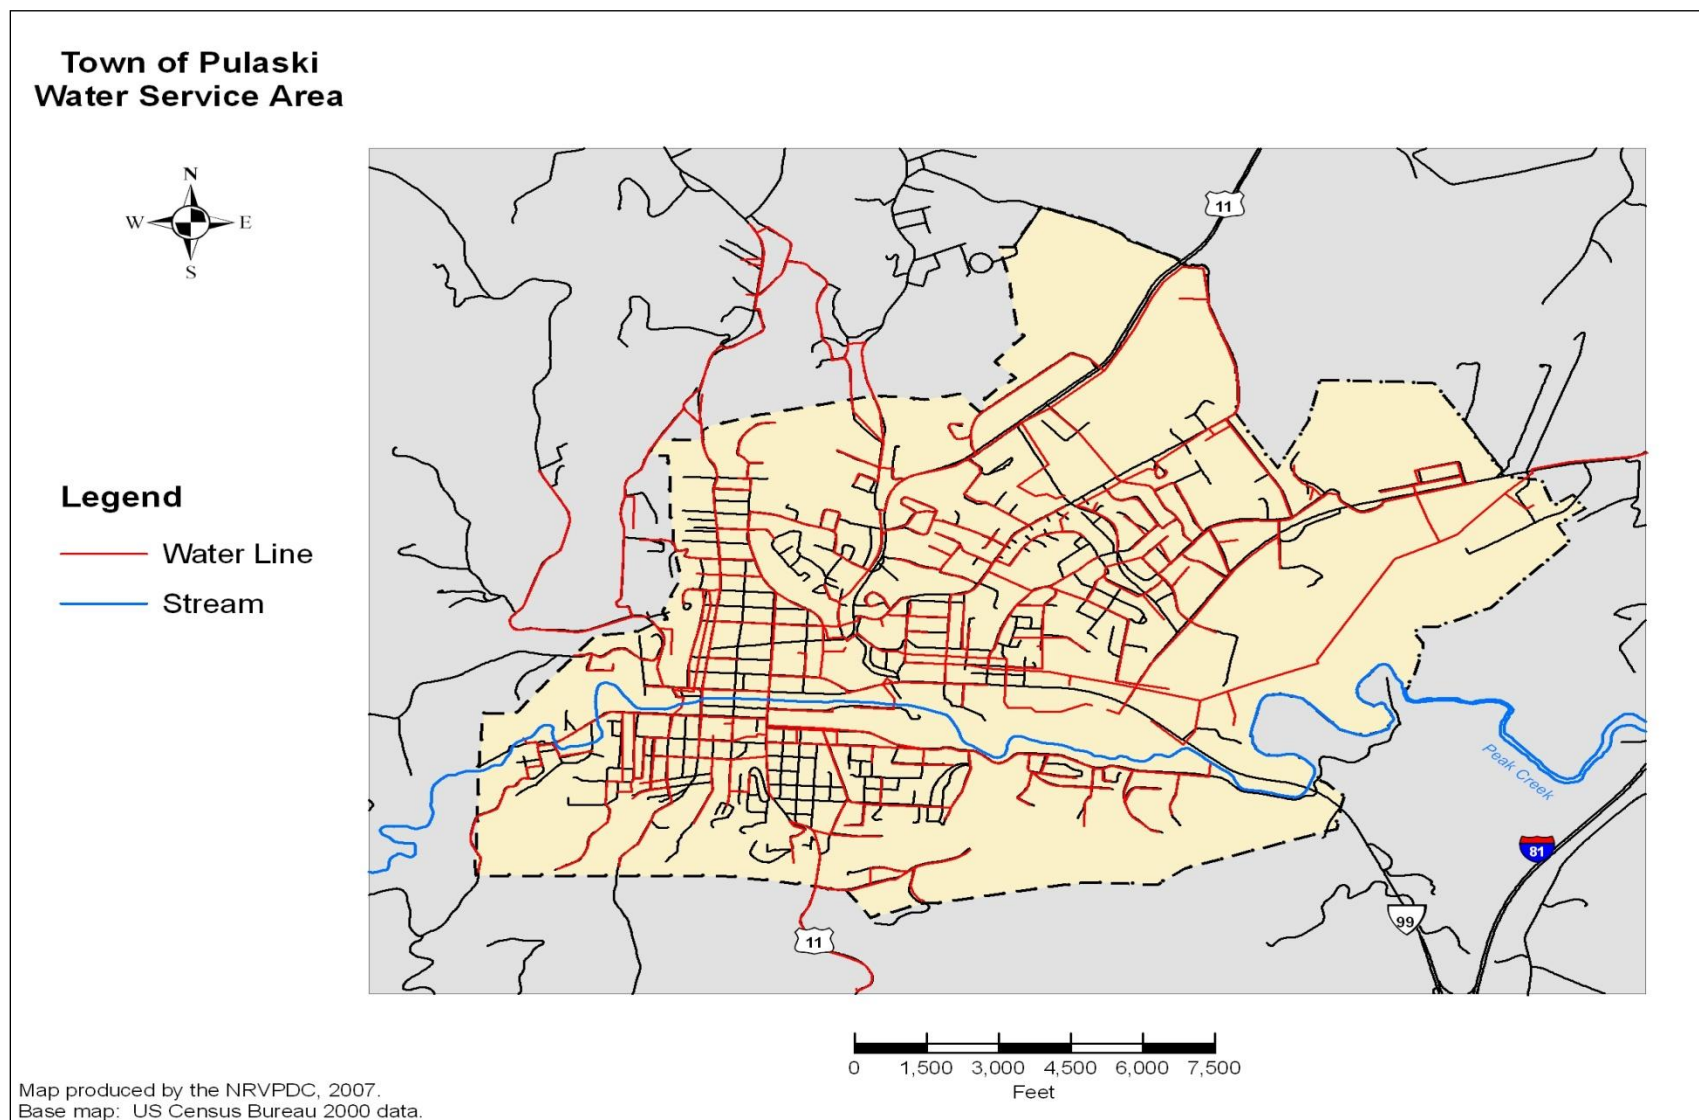 Town of Pulaski
Water Service Area
N
W E
S
11
Legend
Water Line
Stream
Peak Creek
81
99
11
0 1,500 3,000 4,500 6,000 7,500
Feet
Map produced by the NRVPDC, 2007.
Base map: US Census Bureau 2000 data.